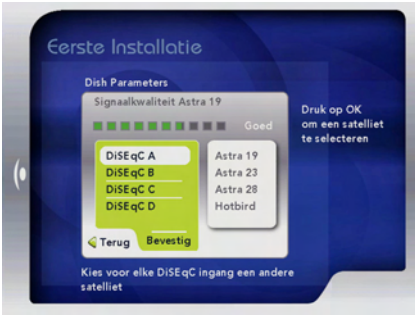 Eerste Installatie
Dish Parameters
Signaalkwaliteit Astra 19
Goed
Druk op OK
om een satelliet
te selecteren
DiSEqC A
DiSEqC B
DiSEqC C
DiSEqC D
Astra 19
Astra 23
Astra 28
Hotbird
Terug
Bevestig
Kies voor elke DiSEqC ingang een andere
satelliet